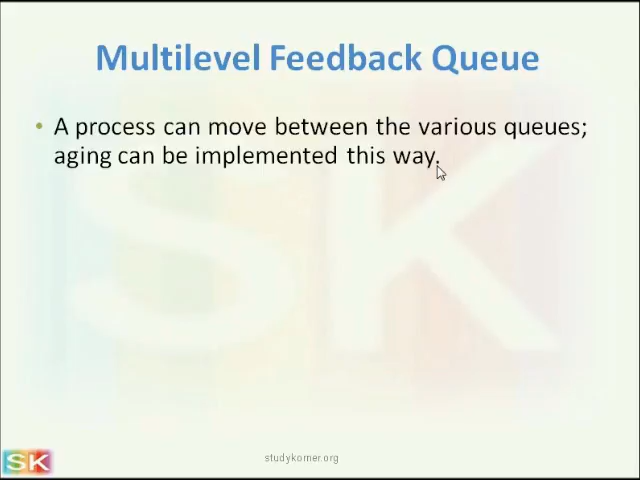 Multilevel Feedback Queue
• A process can move between the various queues;
aging can be implemented this way.
SK
SK
studykorner.org